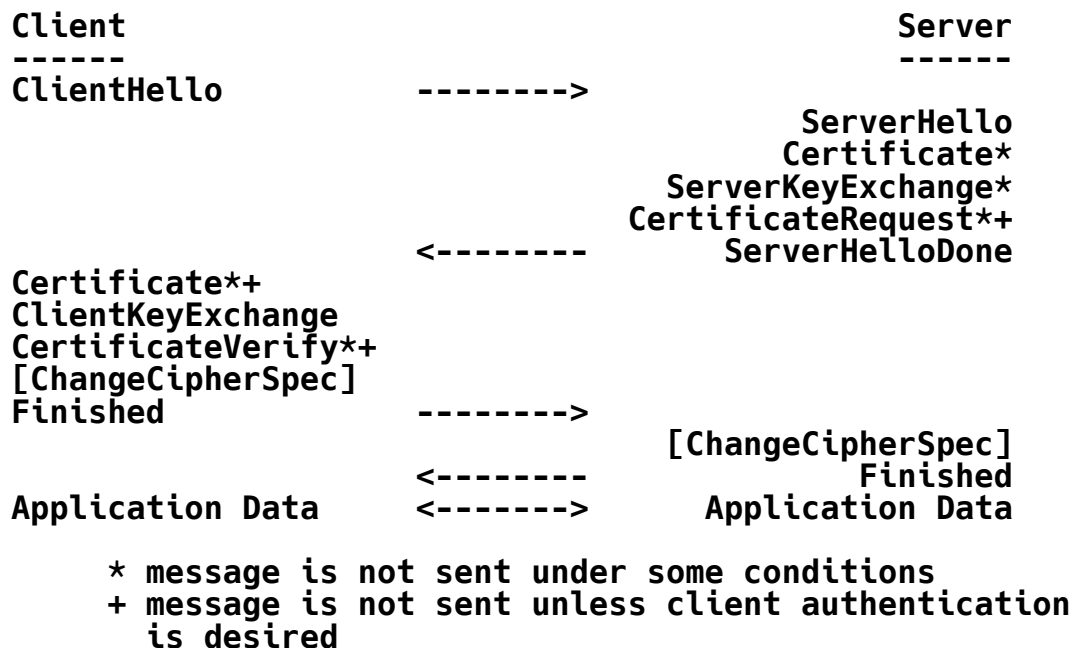 Client                                         Server
------                                         ------
ClientHello          -------->
                                          ServerHello
                                         Certificate*
                                   ServerKeyExchange*
                                 CertificateRequest*+
                     <--------        ServerHelloDone
Certificate*+
ClientKeyExchange
CertificateVerify*+
[ChangeCipherSpec]
Finished             -------->
                                   [ChangeCipherSpec]
                     <--------               Finished
Application Data     <------->       Application Data
     * message is not sent under some conditions
     + message is not sent unless client authentication
       is desired